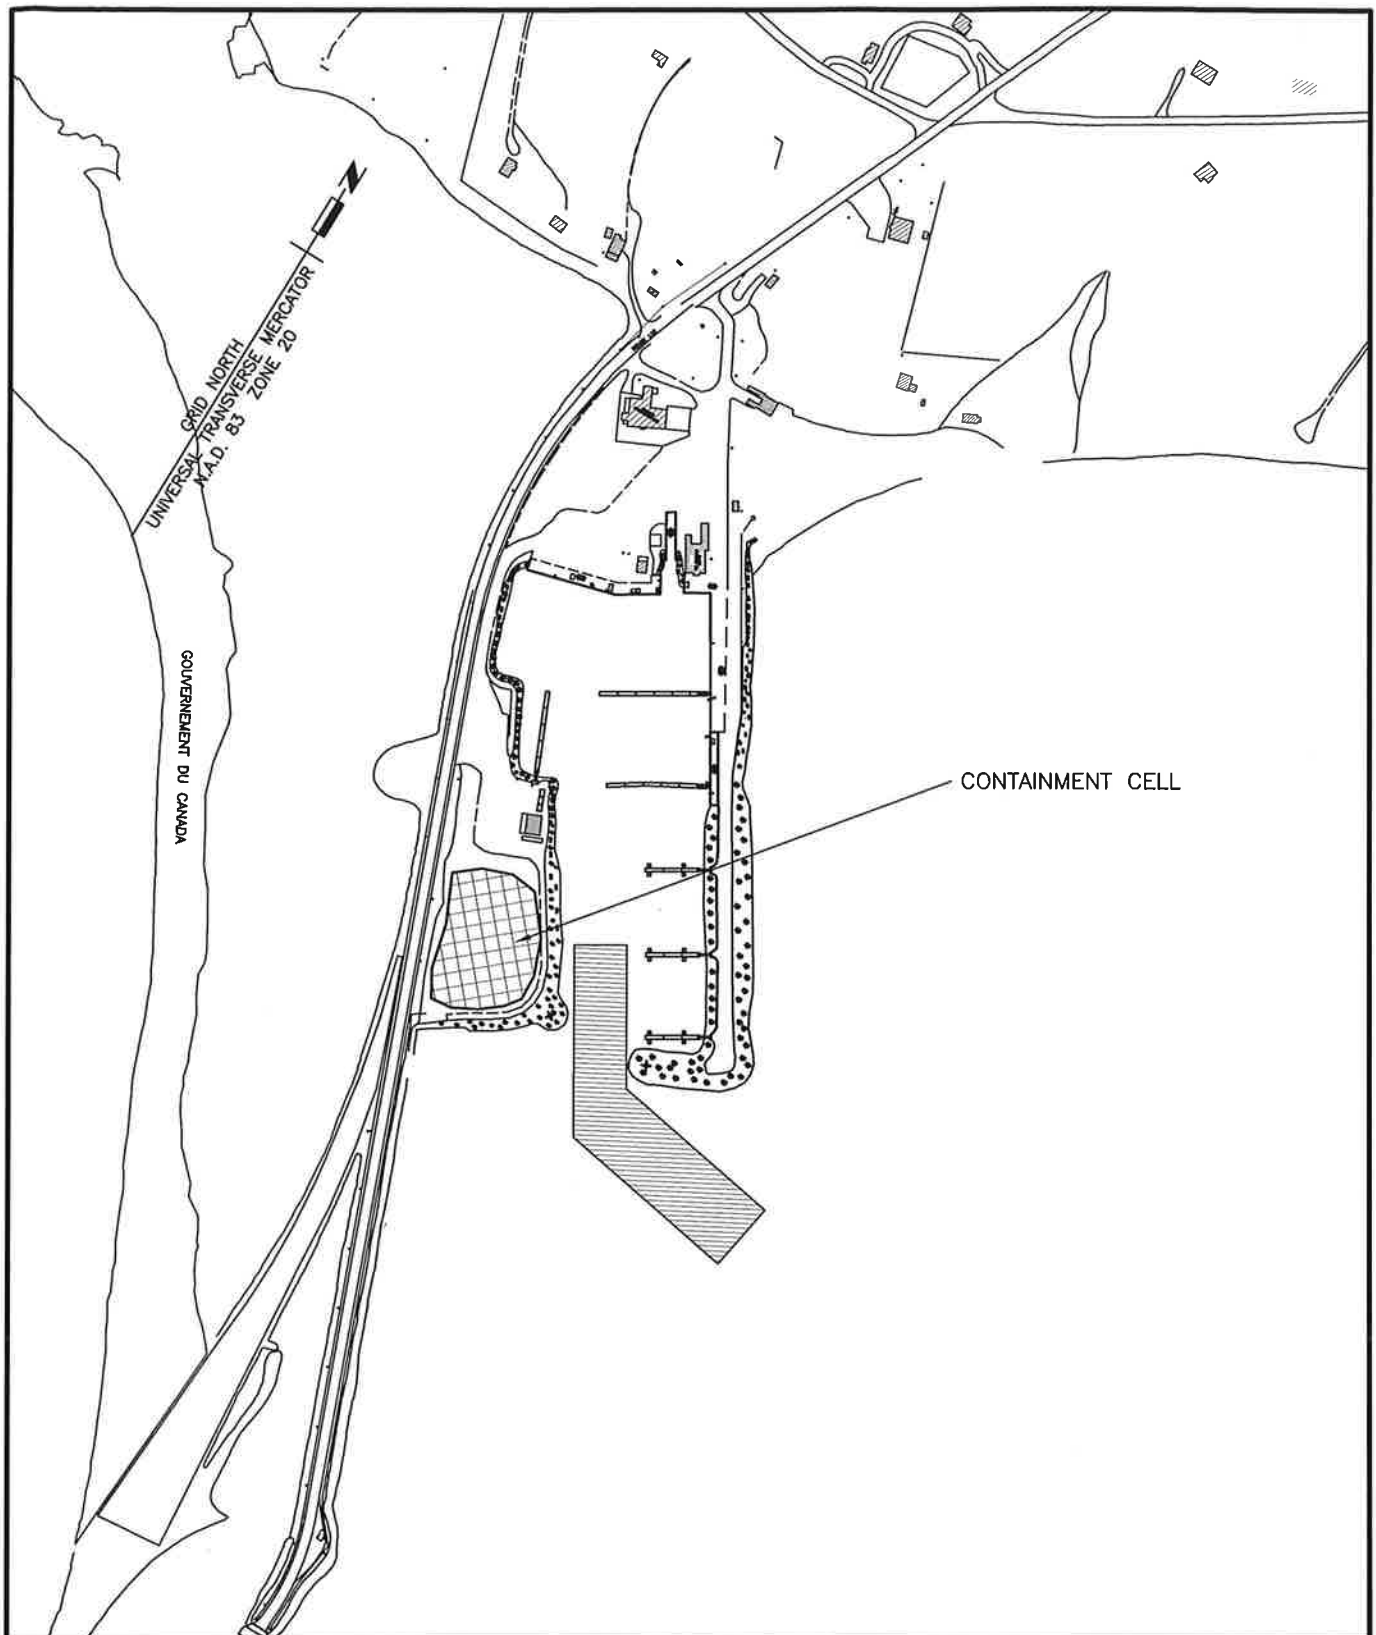 N
GRID NORTH
UNIVERSAL TRANSVERSE MERCATOR
N.A.D. 83 ZONE 20
GOUVERNEMENT DU CANADA
CONTAINMENT CELL